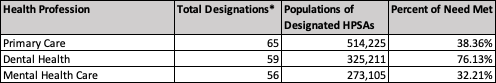 Health Profession Total Designations* Populations of Designated HPSAs Percent of Need Met
Primary Care 65 514,225 38.36%
Dental Health 59 325,211 76.13%
Mental Health Care 56 273,105 32.21%